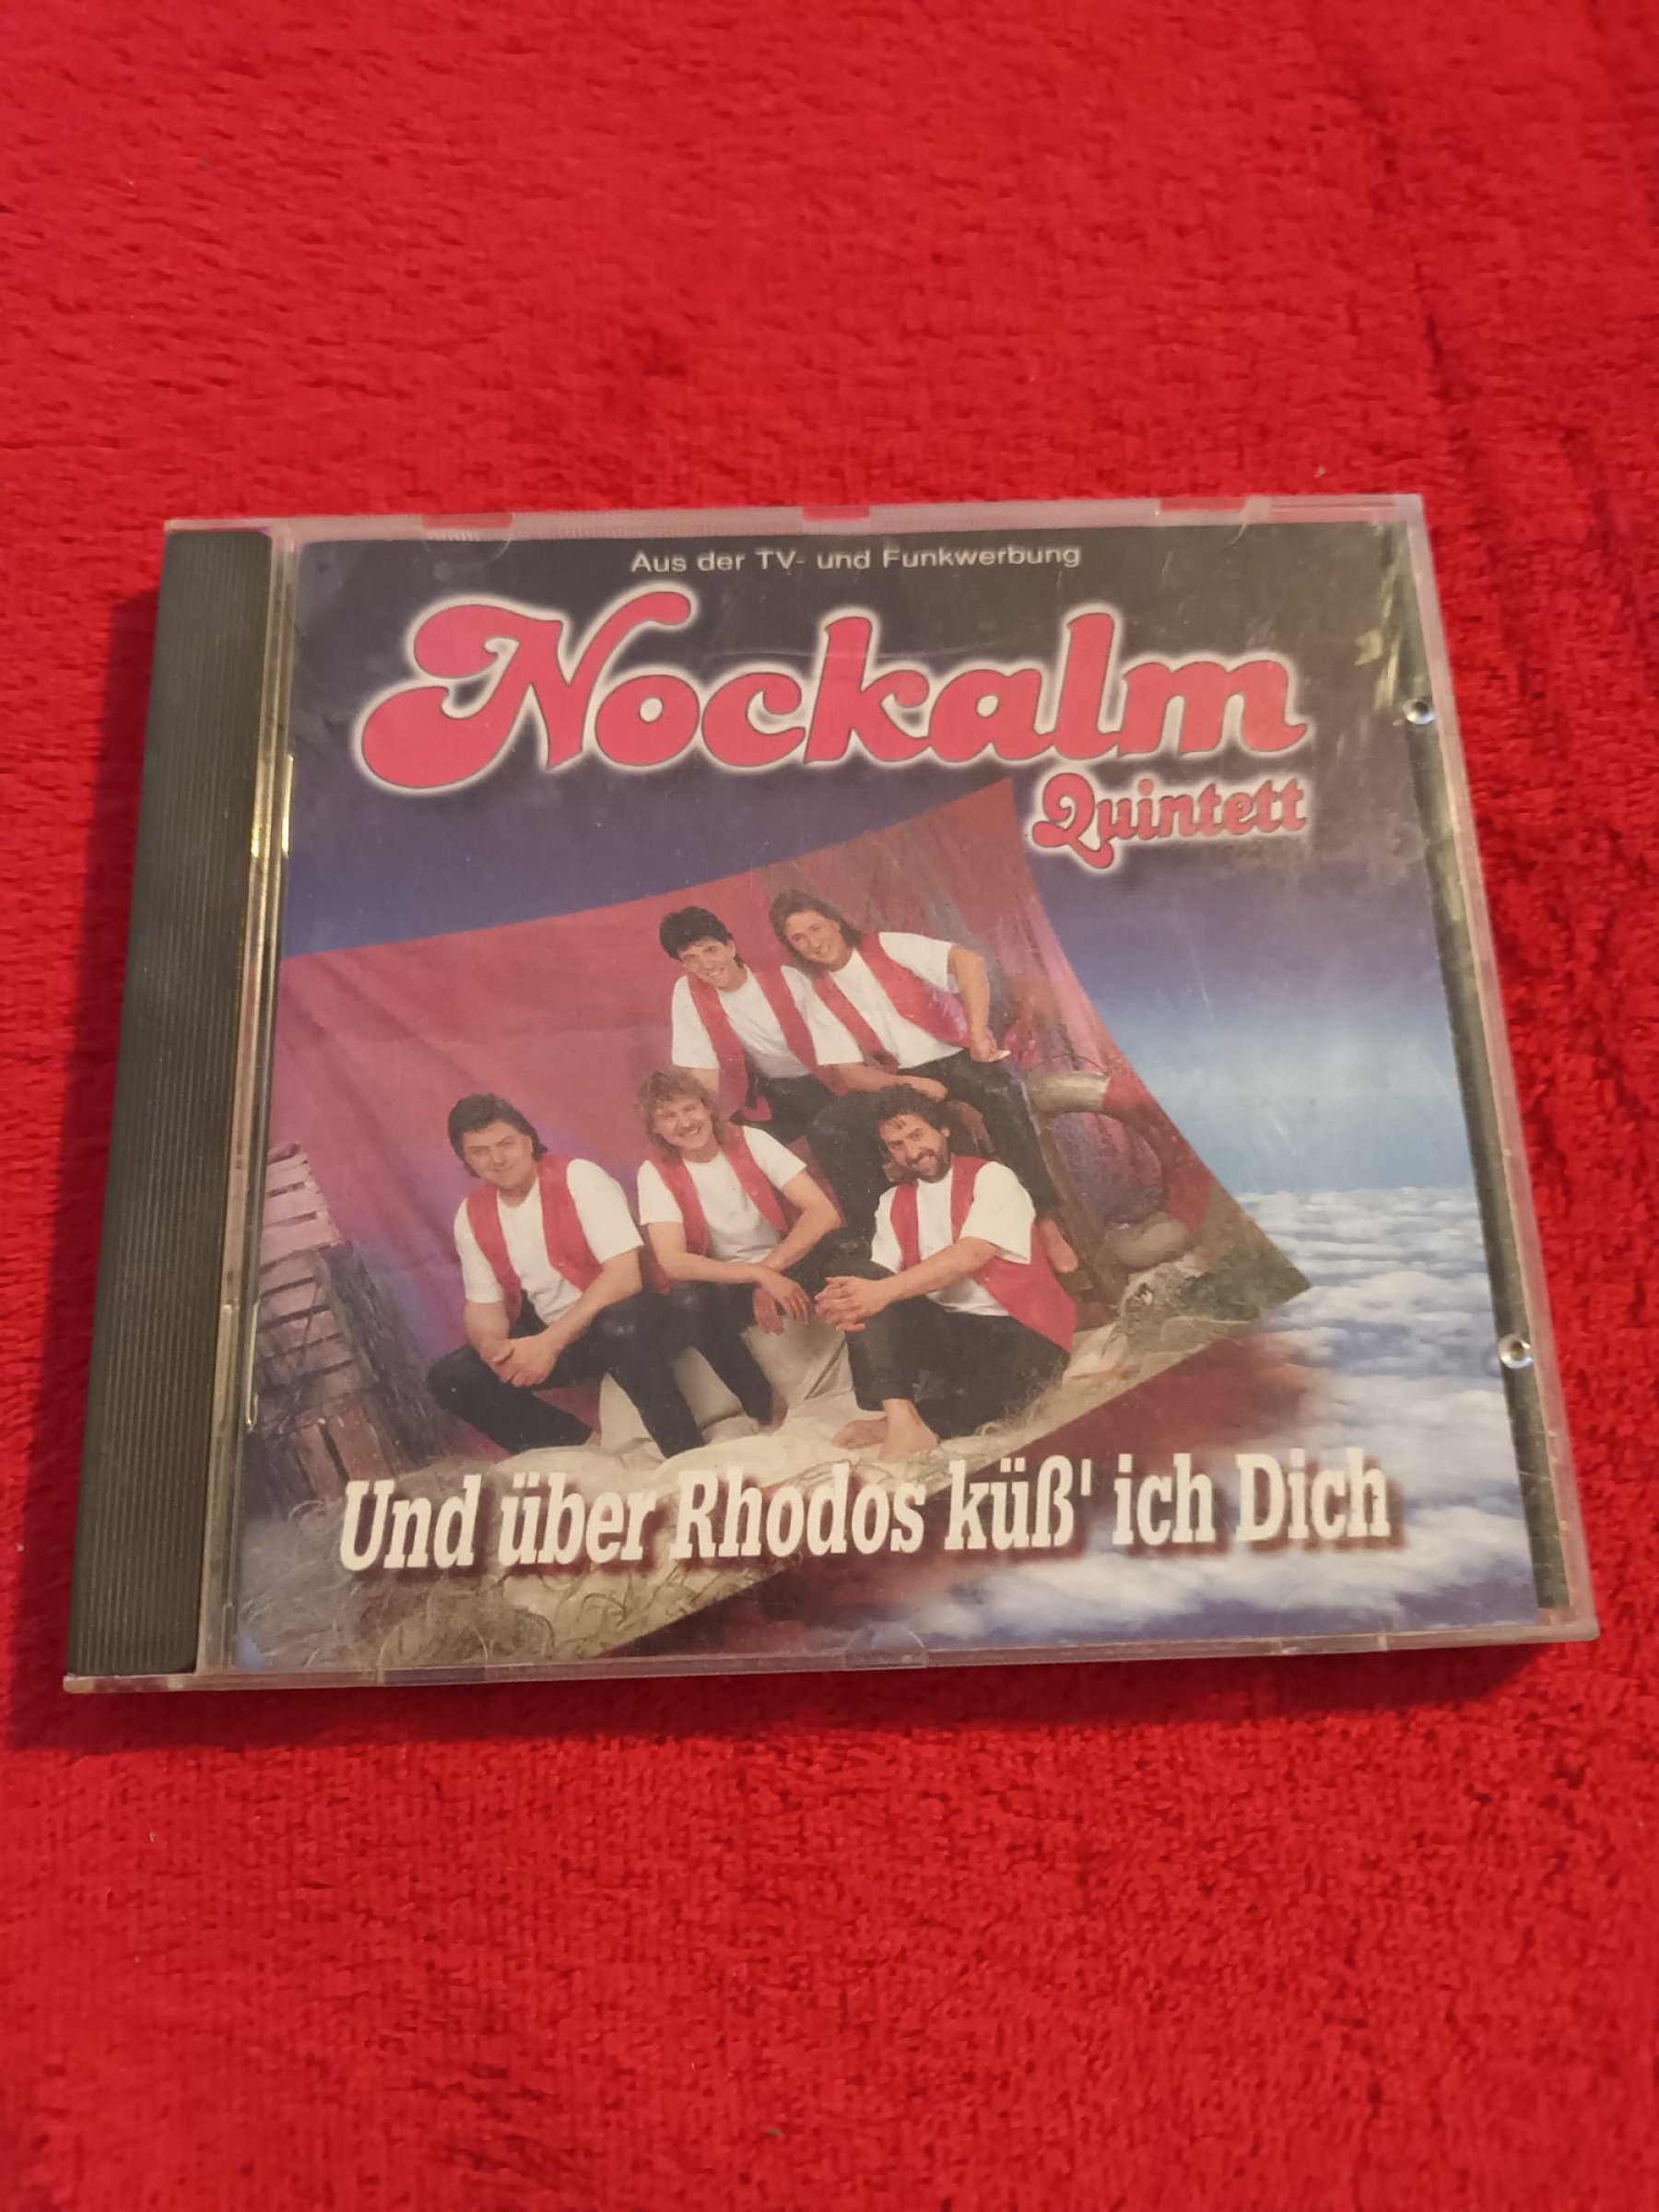 Aus der TV- und Funkwerbung
Nockalm
Quintett
Und über Rhodos küß' ich Dich